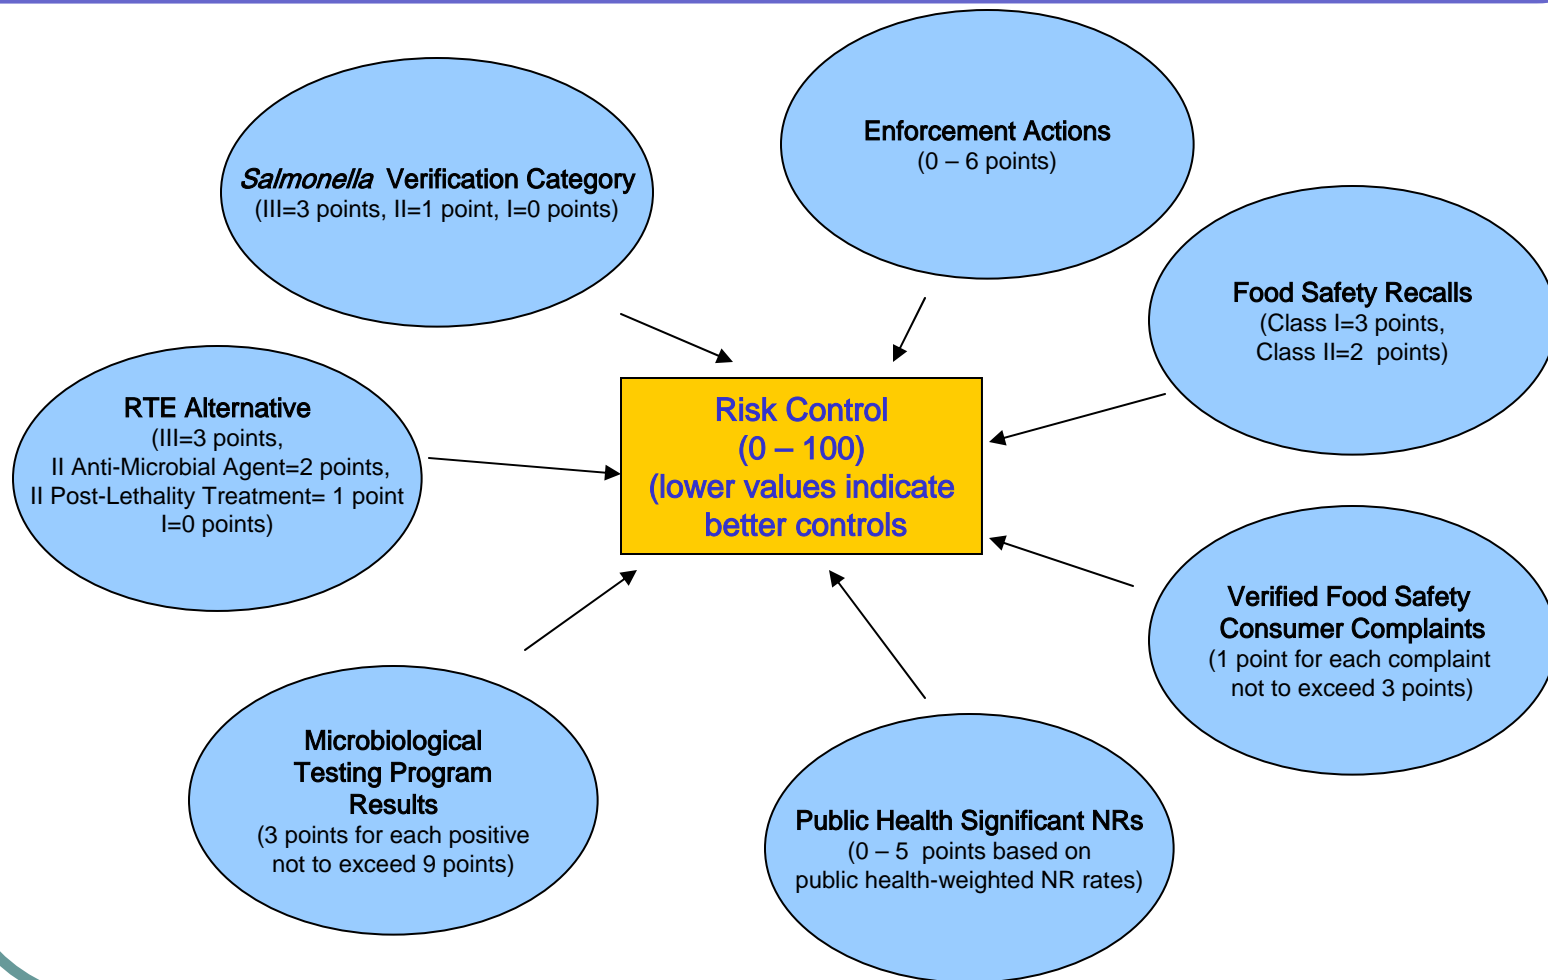 Enforcement Actions
(0 – 6 points)
Salmonella Verification Category
(III=3 points, II=1 point, I=0 points)
Food Safety Recalls
(Class I=3 points,
Class II=2 points)
RTE Alternative
(III=3 points,
II Anti-Microbial Agent=2 points,
II Post-Lethality Treatment= 1 point
I=0 points)
Risk Control
(0 – 100)
(lower values indicate
better controls
Verified Food Safety
Consumer Complaints
(1 point for each complaint
not to exceed 3 points)
Microbiological
Testing Program
Results
(3 points for each positive
not to exceed 9 points)
Public Health Significant NRs
(0 – 5 points based on
public health-weighted NR rates)